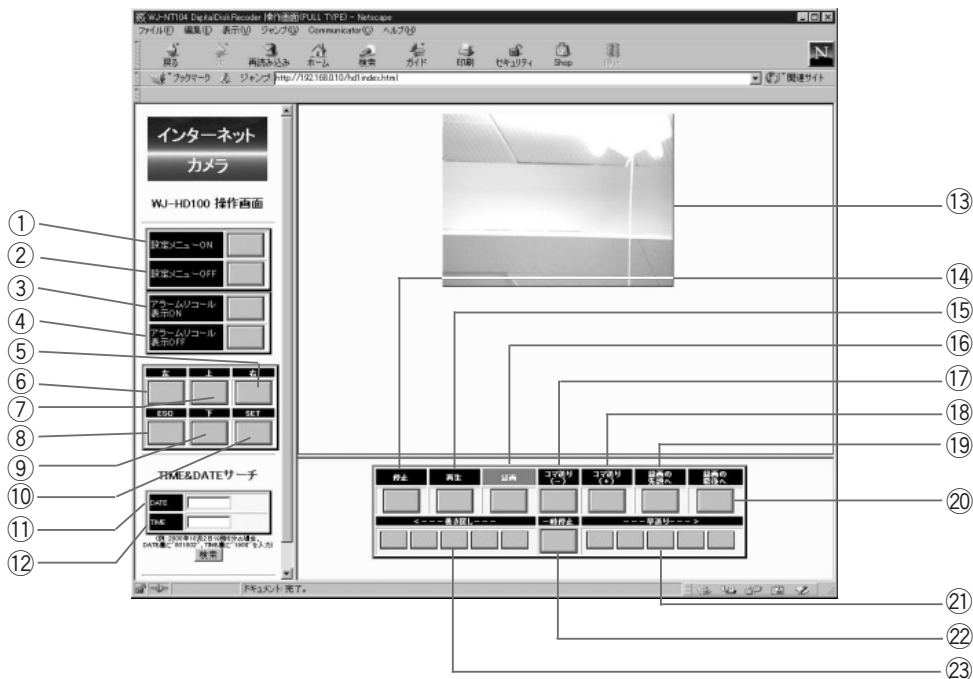 WJ-NT104 DigitalDiskRecoder 操作画面(PULL TYPE) - Netscape
ファイル(F) 編集(E) 表示(V) ジャンプ(G) Communicator(C) ヘルプ(H)
戻る 再読み込み ホーム 検索 ガイド 印刷 セキュリティ Shop
ブックマーク ジャンプ http://192.168.0.10/hd1index.html 関連サイト
インターネット
カメラ
WJ-HD100 操作画面
① 設定メニューON
② 設定メニューOFF
③ アラームリコール
表示ON
④ アラームリコール
表示OFF
⑤
⑥
⑦
⑧
⑨
⑩
⑪
⑫
左 上 右
ESC 下 SET
TIME&DATEサーチ
DATE
TIME
検索
ドキュメント完了。
停止 再生 録画 コマ送り(-) コマ送り(+) 録画の先頭へ 録画の最後へ
<---巻き戻し--- 一時停止 ---早送り--->
⑬
⑭
⑮
⑯
⑰
⑱
⑲
⑳
㉑
㉒
㉓